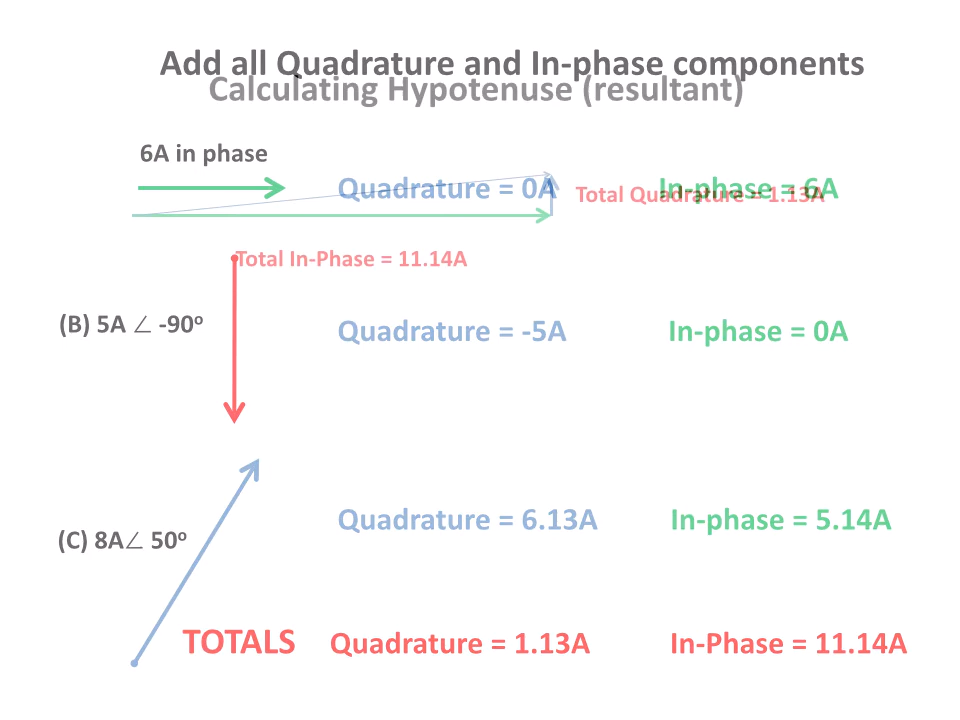 Add all Quadrature and In-phase components
Calculating Hypotenuse (resultant)
6A in phase
Quadrature = 0A
In-phase = 6A
Total Quadrature = 1.13A
Total In-Phase = 11.14A
(B) 5A ∠ -90º
Quadrature = -5A
In-phase = 0A
Quadrature = 6.13A
In-phase = 5.14A
(C) 8A∠ 50º
TOTALS
Quadrature = 1.13A
In-Phase = 11.14A